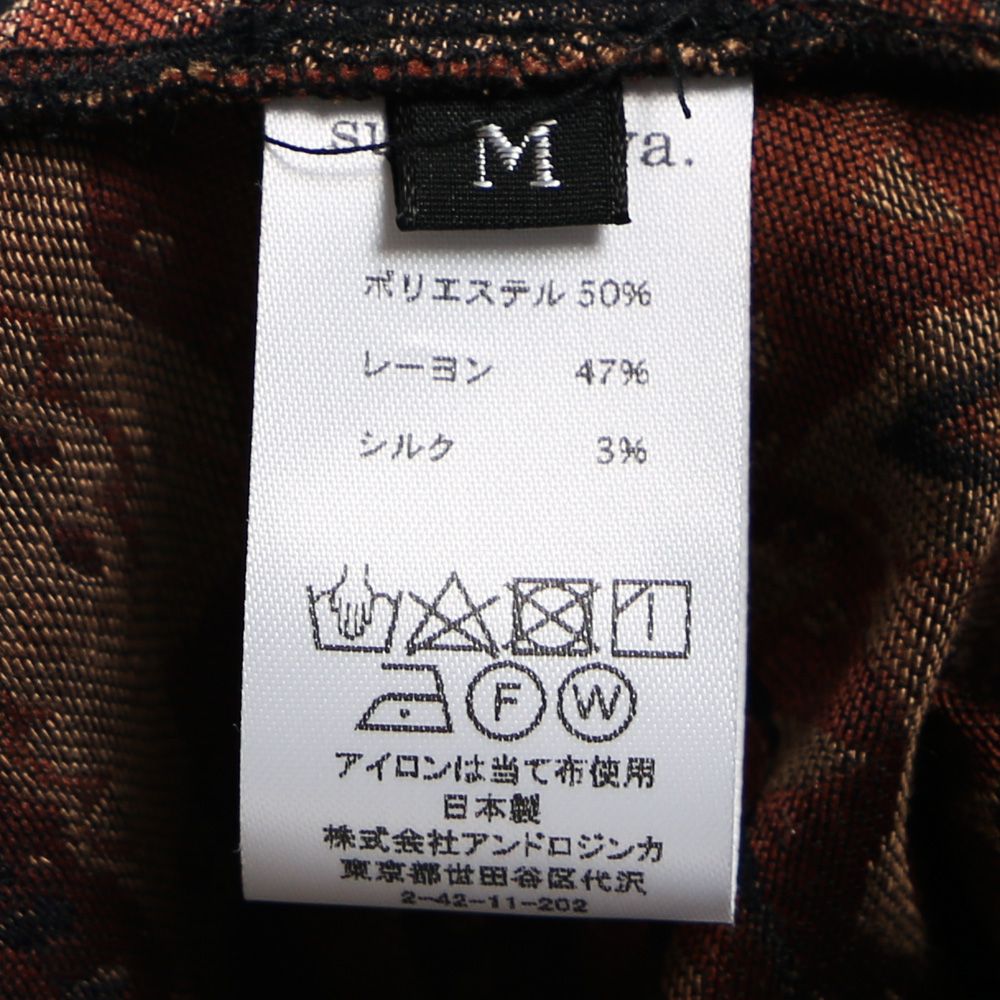 M
ポリエステル 50%
レーヨン 47%
シルク 3%
F W
アイロンは当て布使用
日本製
株式会社アンドロジンカ
東京都世田谷区代沢
2-42-11-202